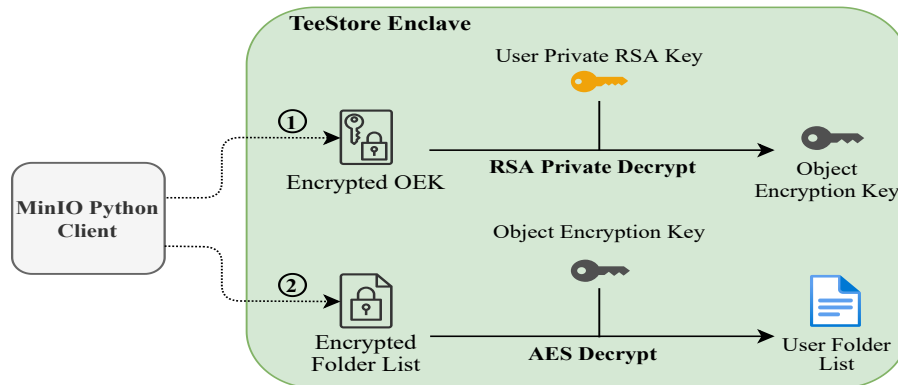 TeeStore Enclave
User Private RSA Key
1
RSA Private Decrypt
Encrypted OEK
Object
Encryption Key
MinIO Python
Client
Object Encryption Key
2
AES Decrypt
Encrypted
Folder List
User Folder
List